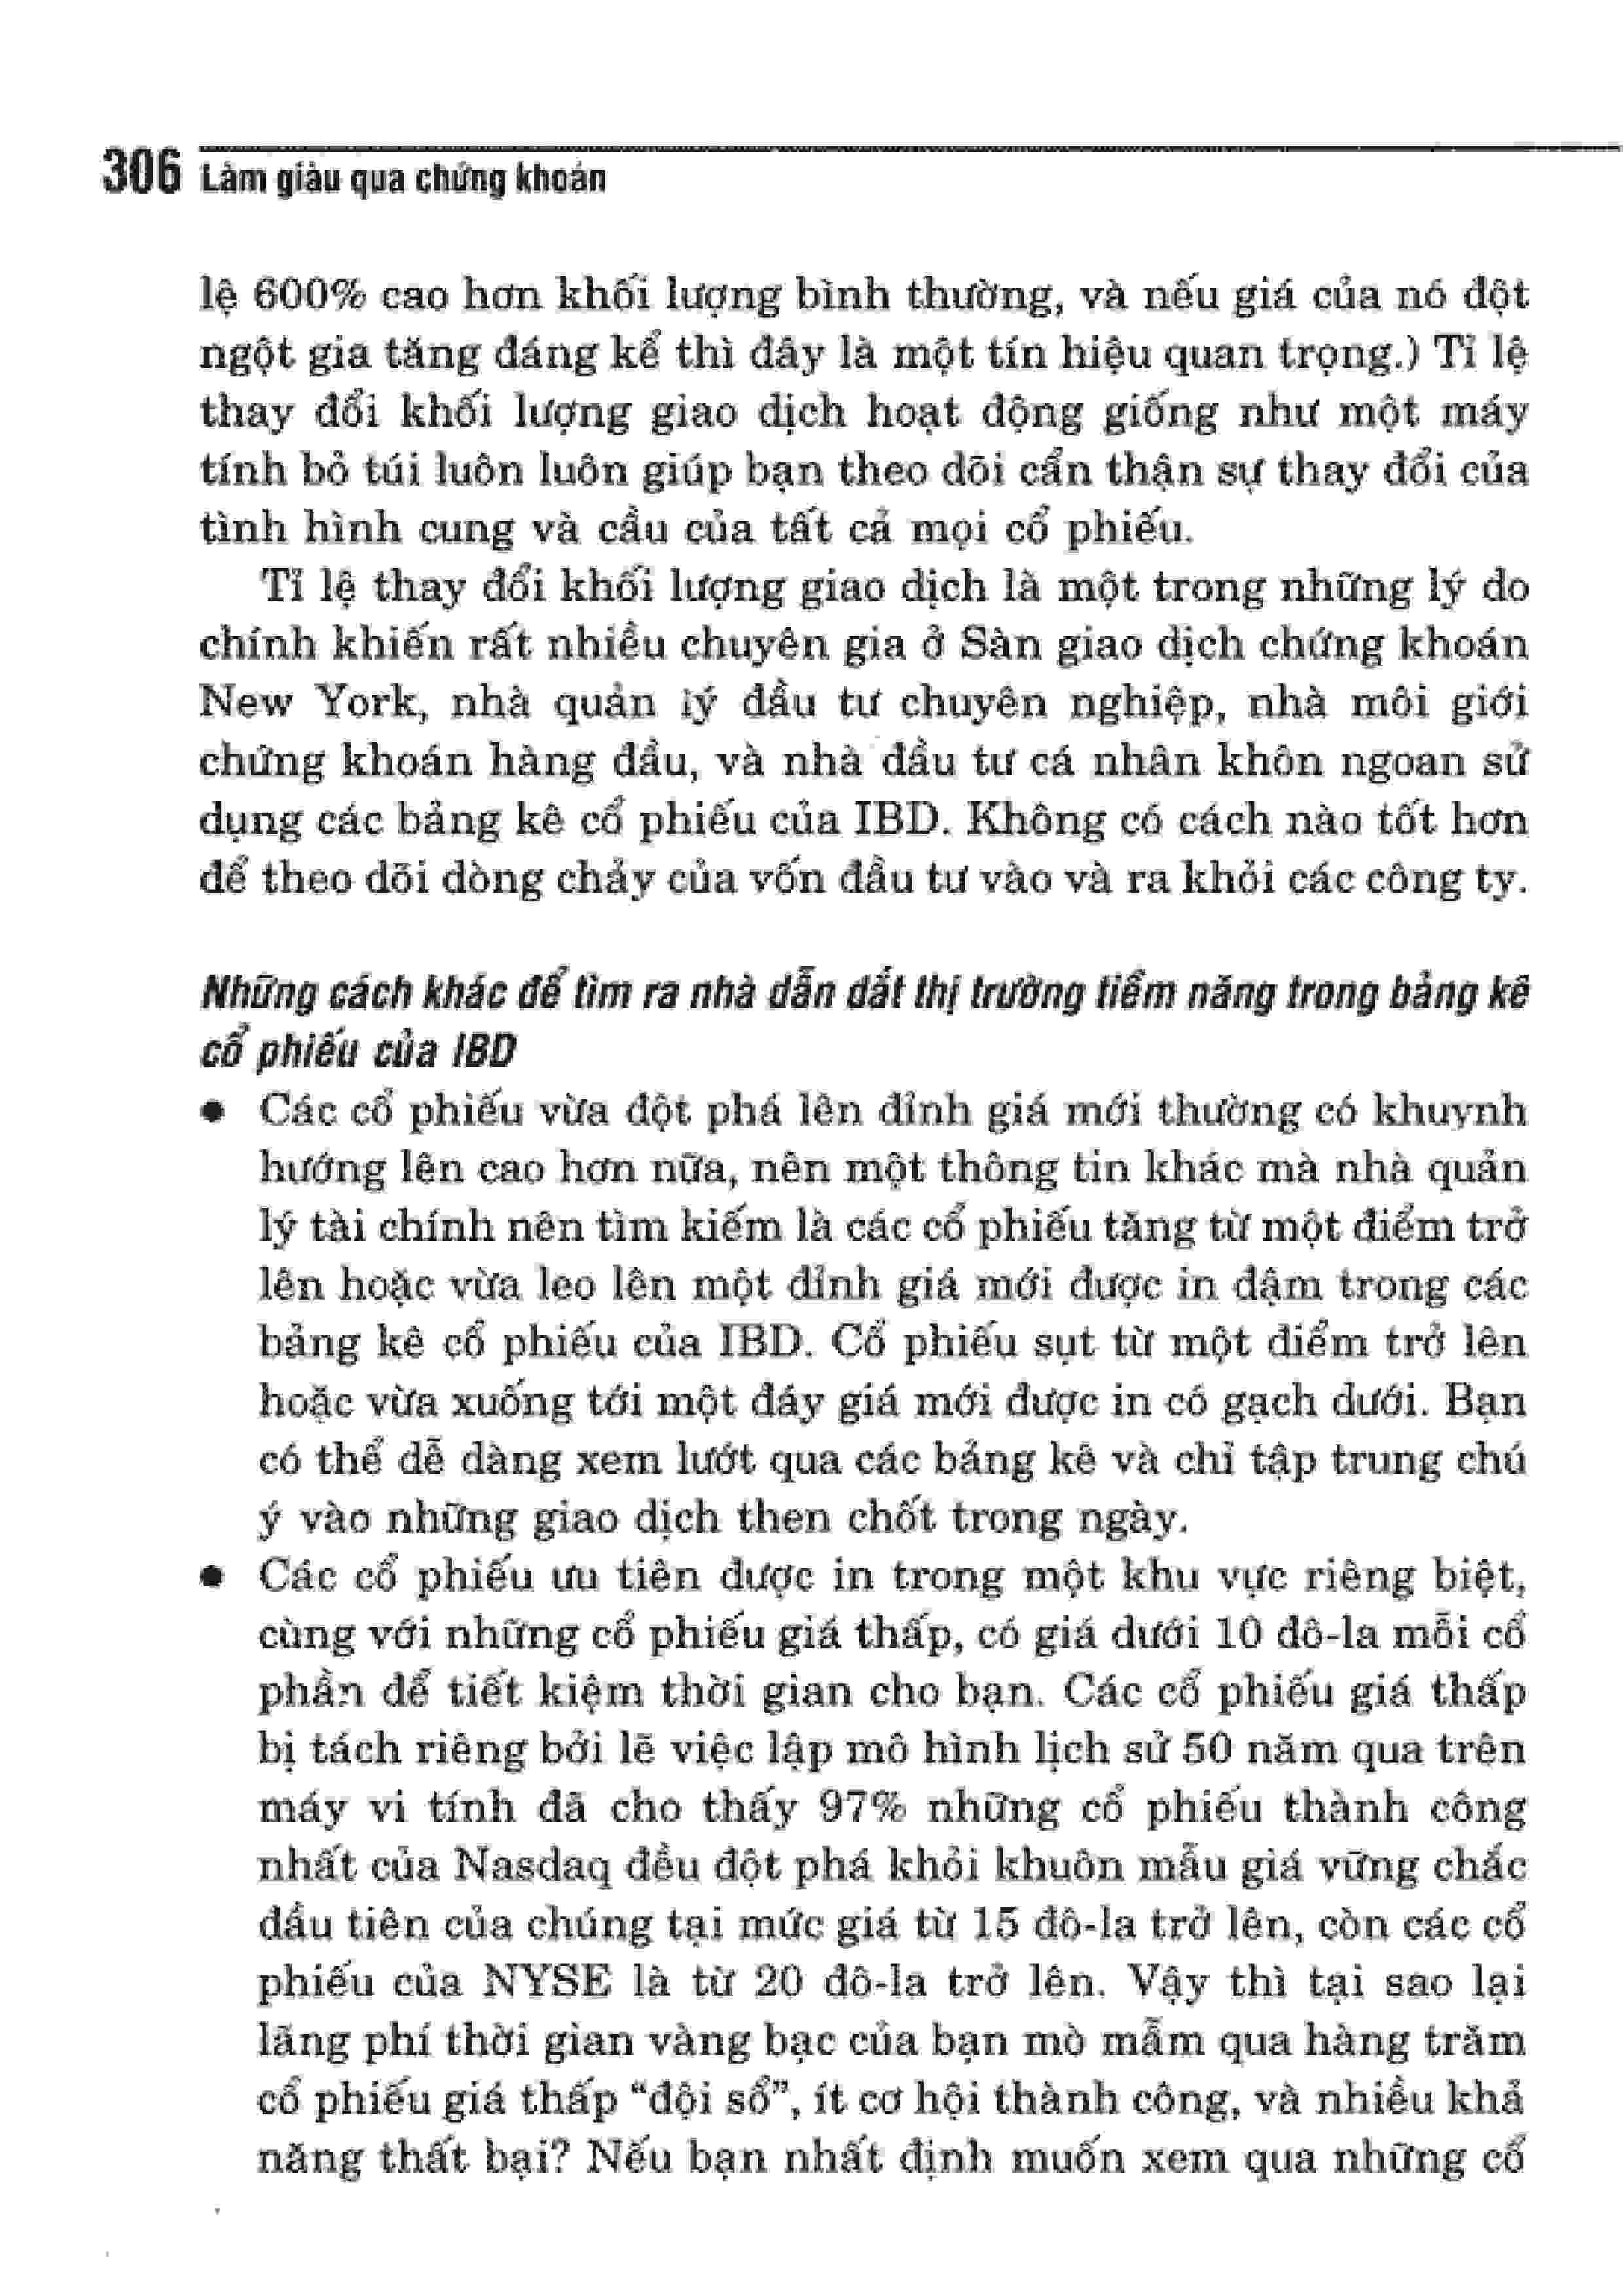 306 Làm giàu qua chứng khoán
lệ 600% cao hơn khối lượng bình thường, và nếu giá của nó đột
ngột gia tăng đáng kể thì đây là một tín hiệu quan trọng.) Tỉ lệ
thay đổi khối lượng giao dịch hoạt động giống như một máy
tính bỏ túi luôn luôn giúp bạn theo dõi cẩn thận sự thay đổi của
tình hình cung và cầu của tất cả mọi cổ phiếu.
Tỉ lệ thay đổi khối lượng giao dịch là một trong những lý do
chính khiến rất nhiều chuyên gia ở Sàn giao dịch chứng khoán
New York, nhà quản lý đầu tư chuyên nghiệp, nhà môi giới
chứng khoán hàng đầu, và nhà đầu tư cá nhân khôn ngoan sử
dụng các bảng kê cổ phiếu của IBD. Không có cách nào tốt hơn
để theo dõi dòng chảy của vốn đầu tư vào và ra khỏi các công ty.
Những cách khác để tìm ra nhà dẫn dắt thị trường tiềm năng trong bảng kê
cổ phiếu của IBD
● Các cổ phiếu vừa đột phá lên đỉnh giá mới thường có khuynh
hướng lên cao hơn nữa, nên một thông tin khác mà nhà quản
lý tài chính nên tìm kiếm là các cổ phiếu tăng từ một điểm trở
lên hoặc vừa leo lên một đỉnh giá mới được in đậm trong các
bảng kê cổ phiếu của IBD. Cổ phiếu sụt từ một điểm trở lên
hoặc vừa xuống tới một đáy giá mới được in có gạch dưới. Bạn
có thể dễ dàng xem lướt qua các bảng kê và chỉ tập trung chú
ý vào những giao dịch then chốt trong ngày.
● Các cổ phiếu ưu tiên được in trong một khu vực riêng biệt,
cùng với những cổ phiếu giá thấp, có giá dưới 10 đô-la mỗi cổ
phần để tiết kiệm thời gian cho bạn. Các cổ phiếu giá thấp
bị tách riêng bởi lẽ việc lập mô hình lịch sử 50 năm qua trên
máy vi tính đã cho thấy 97% những cổ phiếu thành công
nhất của Nasdaq đều đột phá khỏi khuôn mẫu giá vững chắc
đầu tiên của chúng tại mức giá từ 15 đô-la trở lên, còn các cổ
phiếu của NYSE là từ 20 đô-la trở lên. Vậy thì tại sao lại
lãng phí thời gian vàng bạc của bạn mò mẫm qua hàng trăm
cổ phiếu giá thấp “đội sổ”, ít cơ hội thành công, và nhiều khả
năng thất bại? Nếu bạn nhất định muốn xem qua những cổ